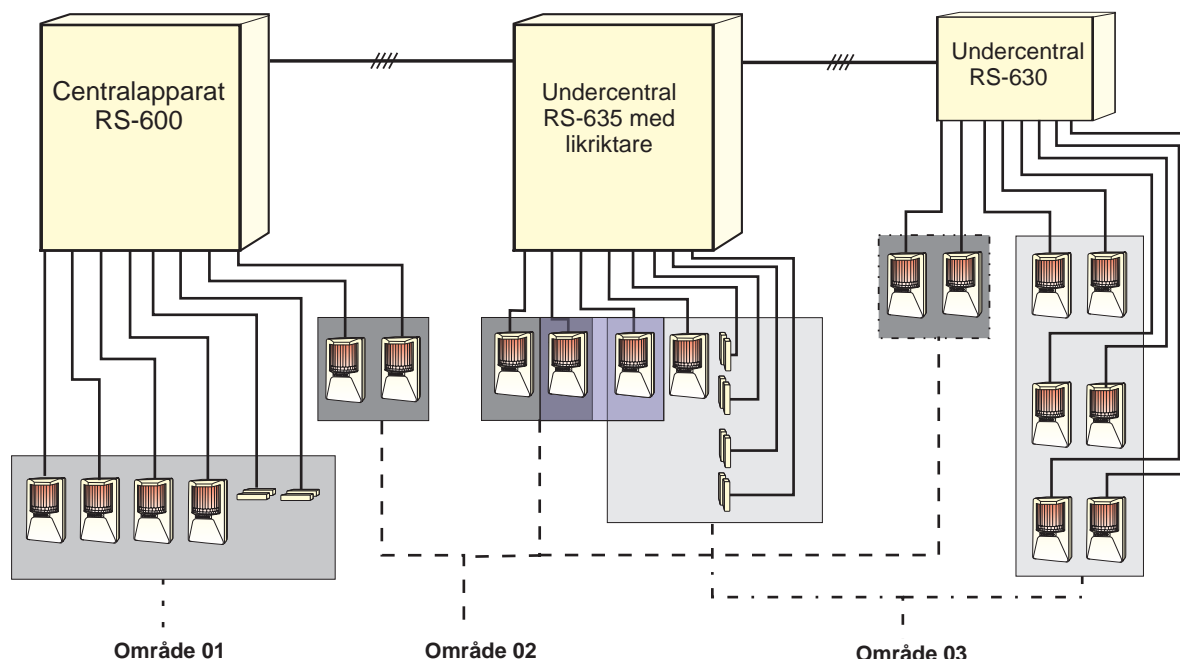 Centralapparat
RS-600
Undercentral
RS-635 med
likriktare
Undercentral
RS-630
Område 01
Område 02
Område 03